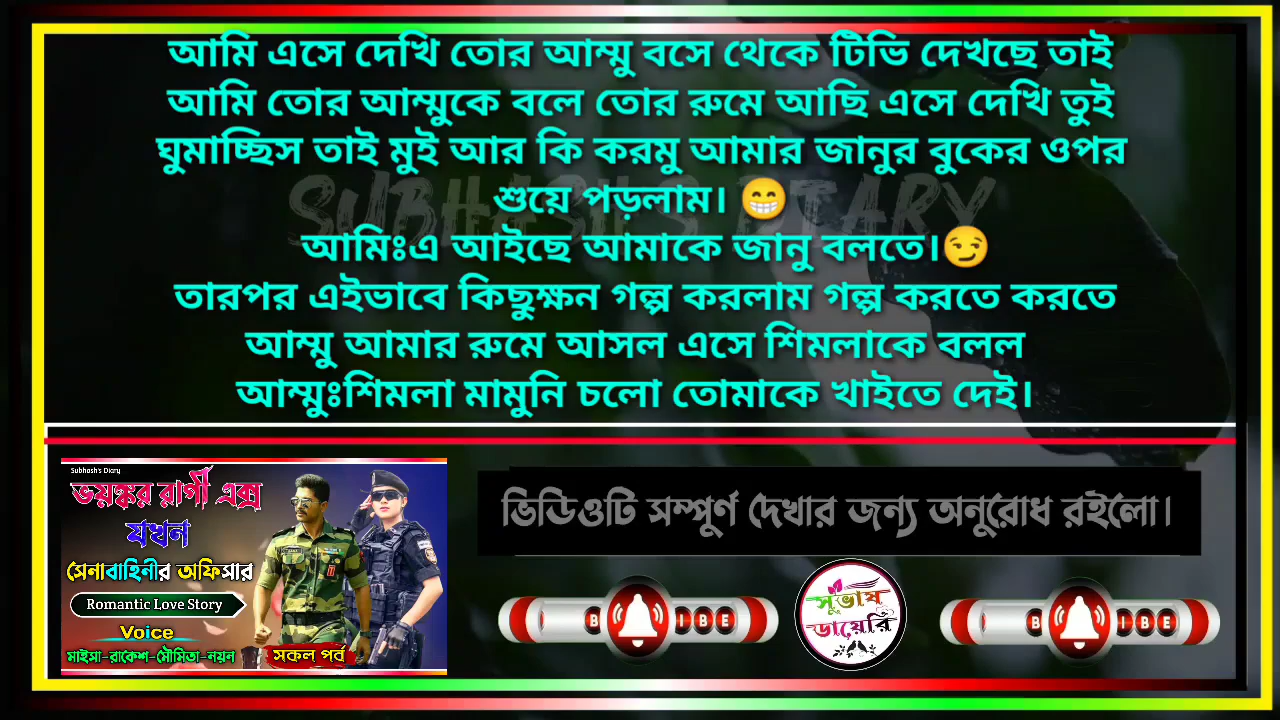 আমি এসে দেখি তোর আম্মু বসে থেকে টিভি দেখছে তাই
আমি তোর আম্মুকে বলে তোর রুমে আছি এসে দেখি তুই
ঘুমাচ্ছিস তাই মুই আর কি করমু আমার জানুর বুকের ওপর
শুয়ে পড়লাম। 😁
আমিঃএ আইছে আমাকে জানু বলতে।😏
তারপর এইভাবে কিছুক্ষন গল্প করলাম গল্প করতে করতে
আম্মু আমার রুমে আসল এসে শিমলাকে বলল
আম্মুঃশিমলা মামুনি চলো তোমাকে খাইতে দেই।
SUBHASH'S DIARY
Subhash's Diary
ভয়ঙ্কর রাগী এক্স
যখন
সেনাবাহিনীর অফিসার
Romantic Love Story
Voice
মাইসা-রাকেশ-মৌমিতা-নয়ন
সকল পর্ব
ভিডিওটি সম্পুর্ণ দেখার জন্য অনুরোধ রইলো।
সুভাষ
ডায়েরি